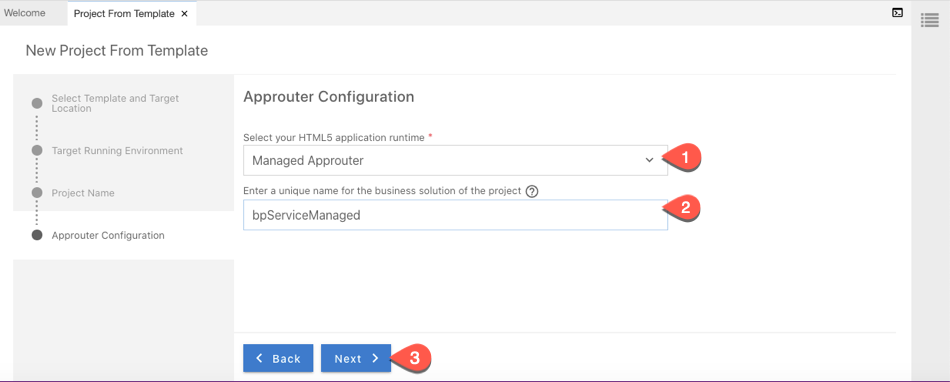 Welcome
Project From Template ×
New Project From Template
Select Template and Target
Location
Target Running Environment
Project Name
Approuter Configuration
Approuter Configuration
Select your HTML5 application runtime *
Managed Approuter
1
Enter a unique name for the business solution of the project ?
bpServiceManaged
2
Back
Next
3